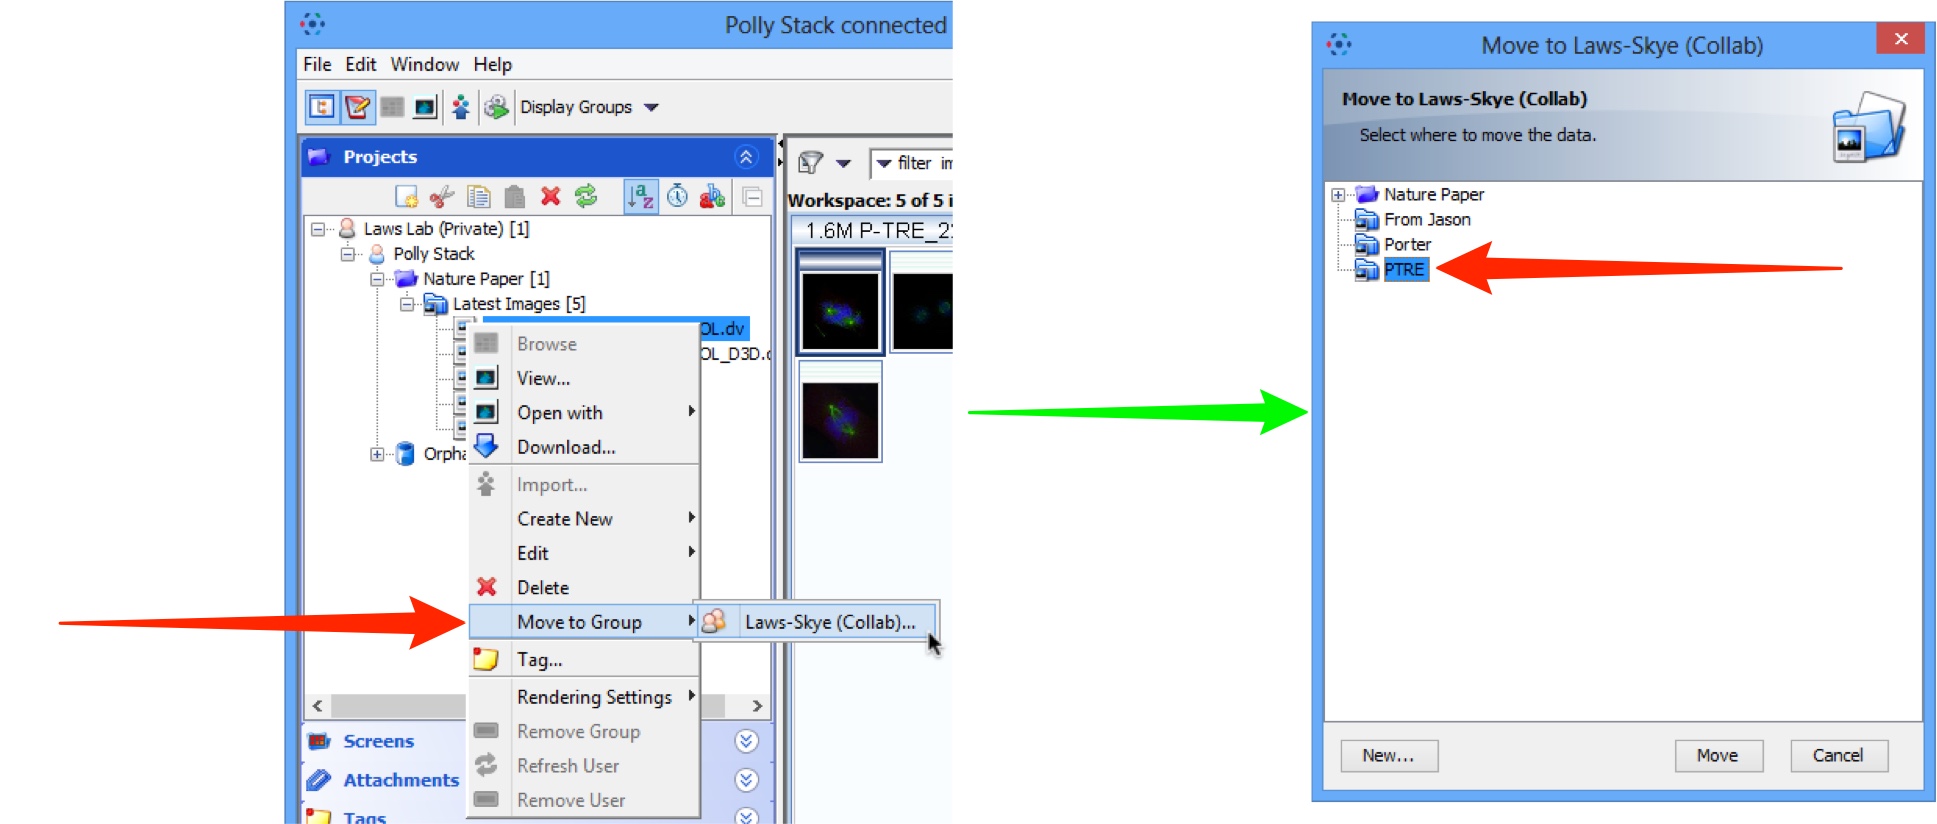 Polly Stack connected
File Edit Window Help
Display Groups
Projects
Laws Lab (Private) [1]
Polly Stack
Nature Paper [1]
Latest Images [5]
OL.dv
OL_D3D.
Browse
View...
Open with
Download...
Import...
Create New
Edit
Delete
Move to Group
Laws-Skye (Collab)...
Tag...
Rendering Settings
Remove Group
Refresh User
Remove User
Orpha
Screens
Attachments
Tags
filter im
Workspace: 5 of 5 i
1.6M P-TRE_2
Move to Laws-Skye (Collab)
Move to Laws-Skye (Collab)
Select where to move the data.
Nature Paper
From Jason
Porter
PTRE
New...
Move
Cancel